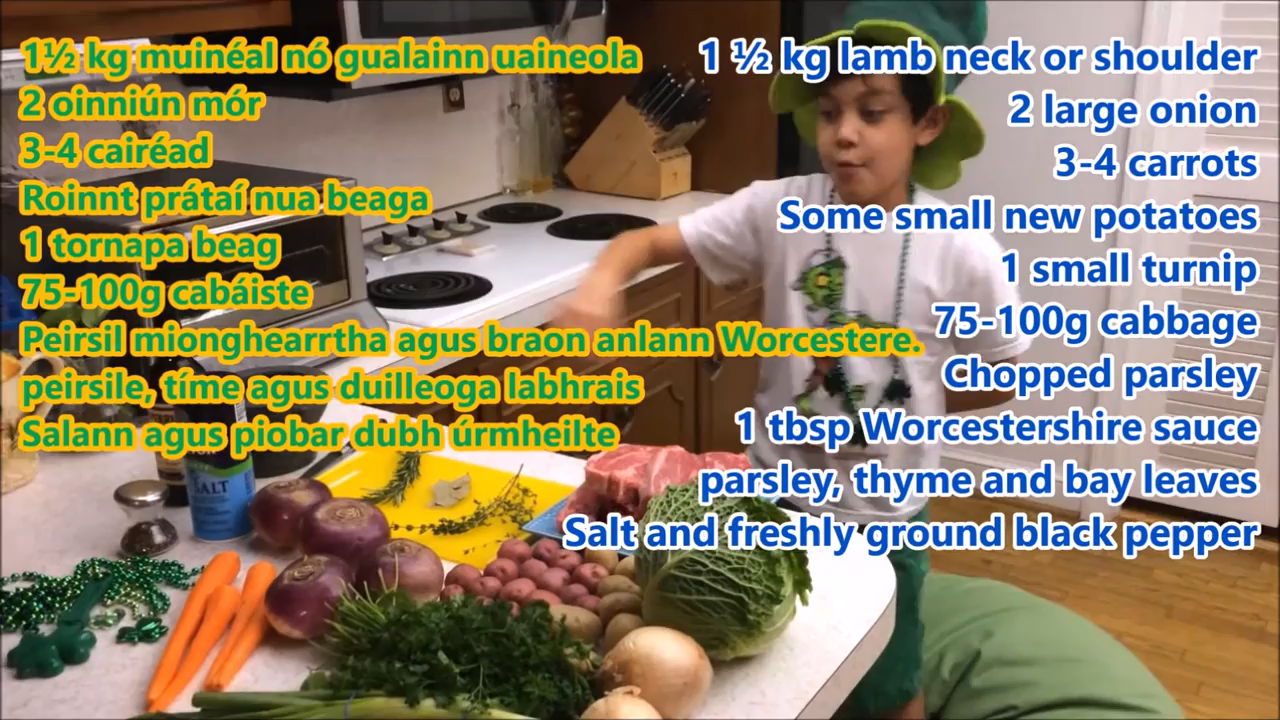 1½ kg muinéal nó gualainn uaineola
2 oinniún mór
3-4 cairéad
Roinnt prátaí nua beaga
1 tornapa beag
75-100g cabáiste
Peirsil mionghearrtha agus braon anlann Worcestere.
peirsile, tíme agus duilleoga labhrais
Salann agus piobar dubh úrmheilte
1 ½ kg lamb neck or shoulder
2 large onion
3-4 carrots
Some small new potatoes
1 small turnip
75-100g cabbage
Chopped parsley
1 tbsp Worcestershire sauce
parsley, thyme and bay leaves
Salt and freshly ground black pepper
SALT